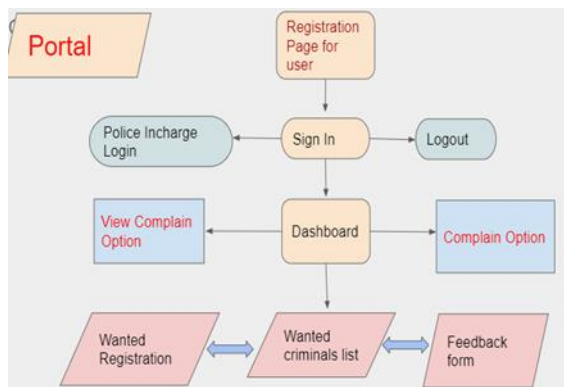 Portal
Registration
Page for
user
Police Incharge
Login
Sign In
Logout
View Complain
Option
Dashboard
Complain Option
Wanted
Registration
Wanted
criminals list
Feedback
form